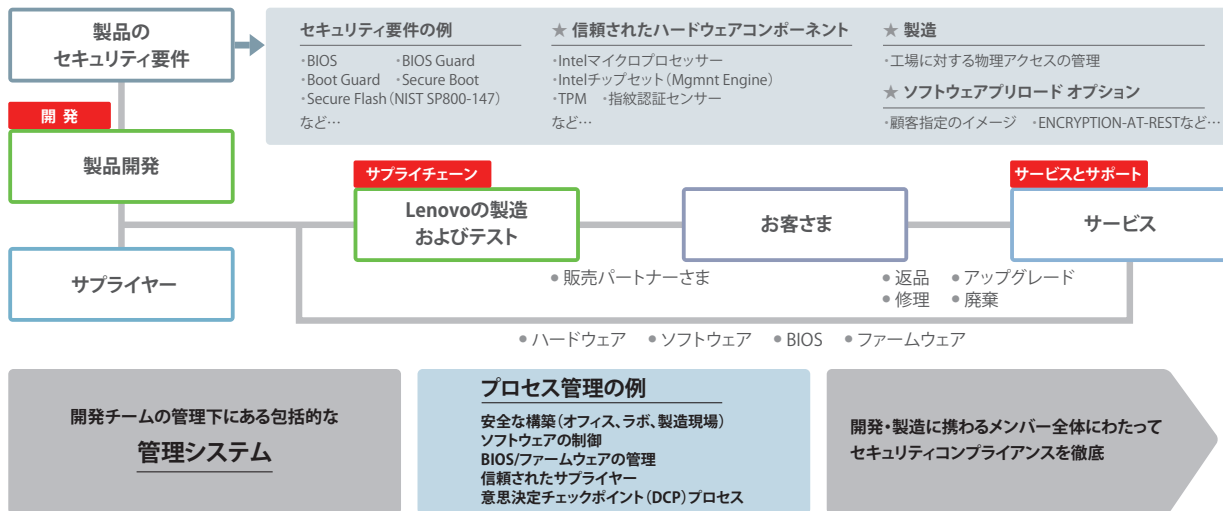 製品の
セキュリティ要件
セキュリティ要件の例
・BIOS ・BIOS Guard
・Boot Guard ・Secure Boot
・Secure Flash（NIST SP800-147）
など…
★ 信頼されたハードウェアコンポーネント
・Intelマイクロプロセッサー
・Intelチップセット（Mgmnt Engine）
・TPM ・指紋認証センサー
など…
★ 製造
・工場に対する物理アクセスの管理
★ ソフトウェアプリロード オプション
・顧客指定のイメージ ・ENCRYPTION-AT-RESTなど…
開 発
製品開発
サプライヤー
サプライチェーン
Lenovoの製造
およびテスト
お客さま
サービスとサポート
サービス
● 販売パートナーさま
● 返品 ● アップグレード
● 修理 ● 廃棄
● ハードウェア ● ソフトウェア ● BIOS ● ファームウェア
開発チームの管理下にある包括的な
管理システム
プロセス管理の例
安全な構築（オフィス、ラボ、製造現場）
ソフトウェアの制御
BIOS/ファームウェアの管理
信頼されたサプライヤー
意思決定チェックポイント（DCP）プロセス
開発・製造に携わるメンバー全体にわたって
セキュリティコンプライアンスを徹底